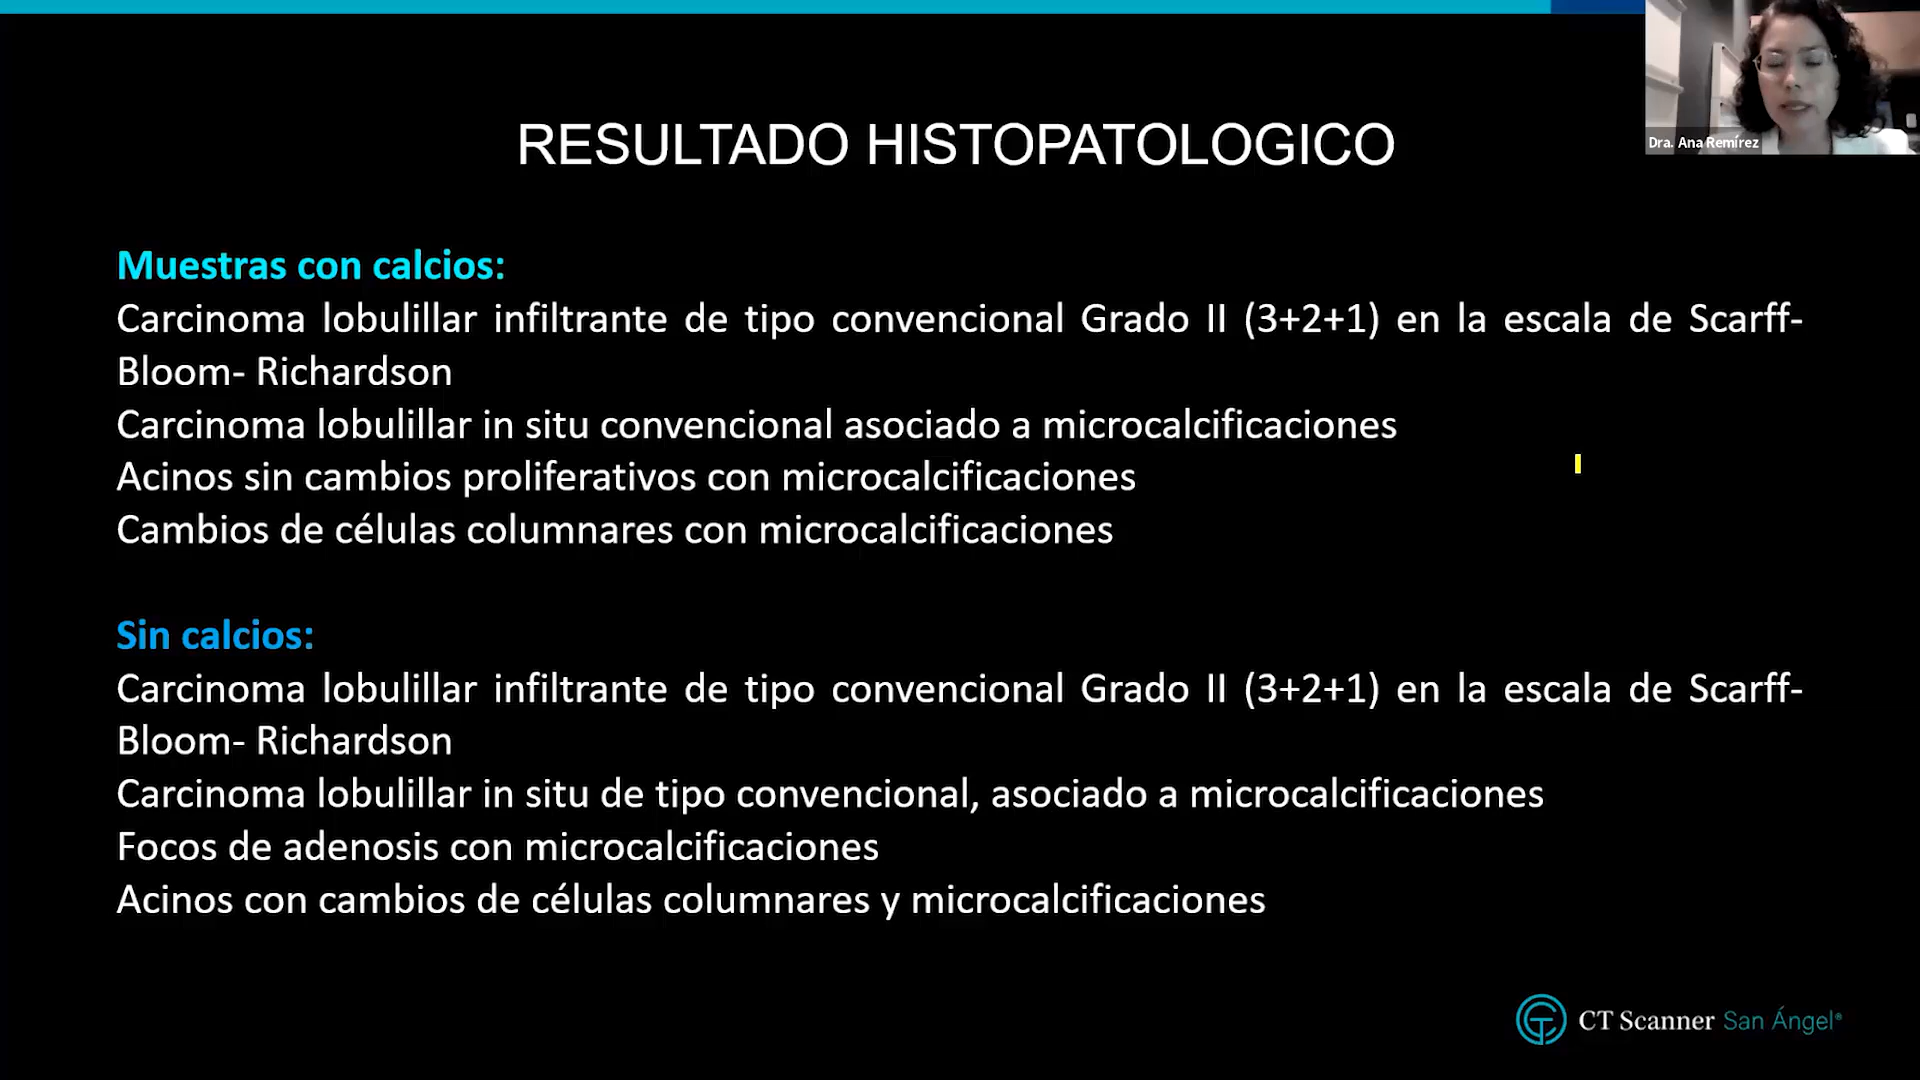 Dra. Ana Remírez
RESULTADO HISTOPATOLOGICO
Muestras con calcios:
Carcinoma lobulillar infiltrante de tipo convencional Grado II (3+2+1) en la escala de Scarff-
Bloom- Richardson
Carcinoma lobulillar in situ convencional asociado a microcalcificaciones
Acinos sin cambios proliferativos con microcalcificaciones
Cambios de células columnares con microcalcificaciones
Sin calcios:
Carcinoma lobulillar infiltrante de tipo convencional Grado II (3+2+1) en la escala de Scarff-
Bloom- Richardson
Carcinoma lobulillar in situ de tipo convencional, asociado a microcalcificaciones
Focos de adenosis con microcalcificaciones
Acinos con cambios de células columnares y microcalcificaciones
CT Scanner San Ángel®